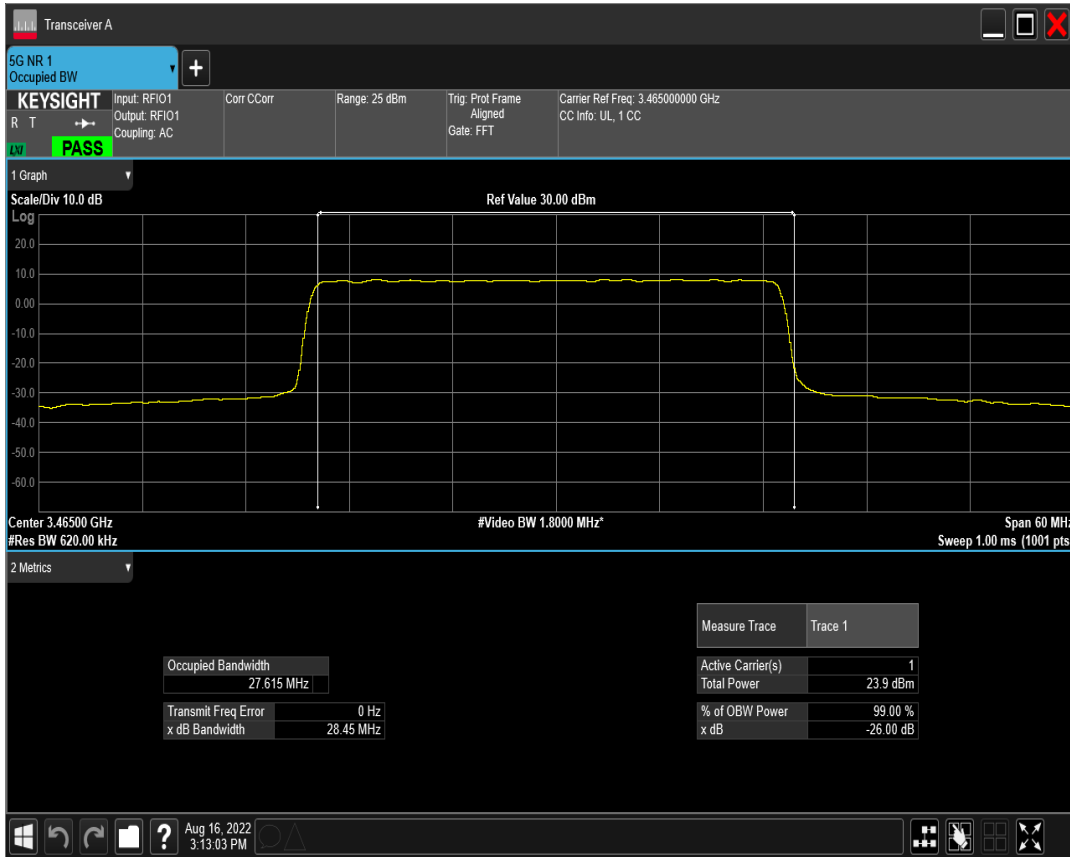 Transceiver A
5G NR 1
Occupied BW
KEYSIGHT
R T
LXI
PASS
Input: RFIO1
Output: RFIO1
Coupling: AC
Corr CCorr
Range: 25 dBm
Trig: Prot Frame
Aligned
Gate: FFT
Carrier Ref Freq: 3.465000000 GHz
CC Info: UL, 1 CC
1 Graph
Scale/Div 10.0 dB
Ref Value 30.00 dBm
Log
20.0
10.0
0.00
-10.0
-20.0
-30.0
-40.0
-50.0
-60.0
Center 3.46500 GHz
#Video BW 1.8000 MHz*
Span 60 MHz
#Res BW 620.00 kHz
Sweep 1.00 ms (1001 pts
2 Metrics
Measure Trace Trace 1
Occupied Bandwidth
27.615 MHz
Active Carrier(s) 1
Total Power 23.9 dBm
Transmit Freq Error 0 Hz
x dB Bandwidth 28.45 MHz
% of OBW Power 99.00 %
x dB -26.00 dB
?
Aug 16, 2022
3:13:03 PM